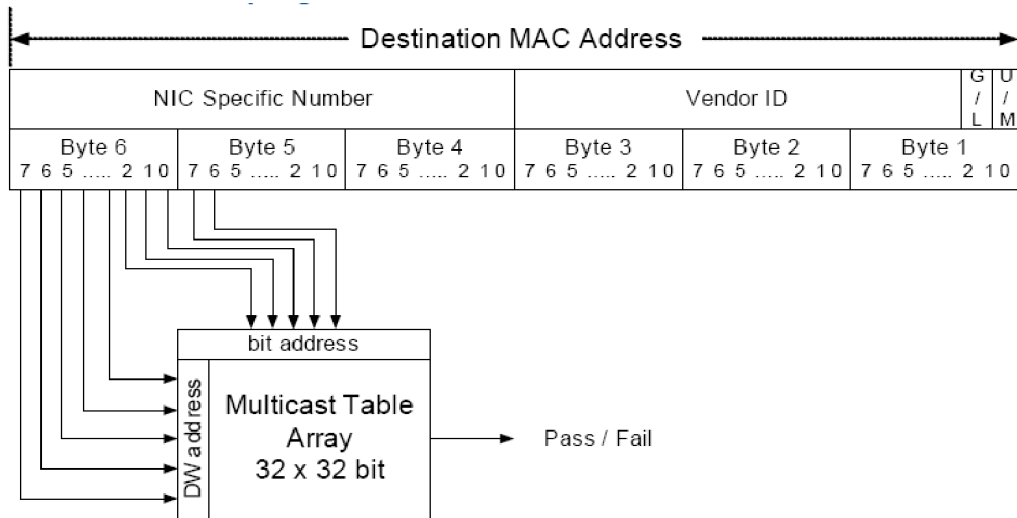 Destination MAC Address
NIC Specific Number
Vendor ID
G / L
U / M
Byte 6
Byte 5
Byte 4
Byte 3
Byte 2
Byte 1
7 6 5 ..... 2 1 0
7 6 5 ..... 2 1 0
7 6 5 ..... 2 1 0
7 6 5 ..... 2 1 0
7 6 5 ..... 2 1 0
7 6 5 ..... 2 1 0
bit address
DW address
Multicast Table
Array
32 x 32 bit
Pass / Fail